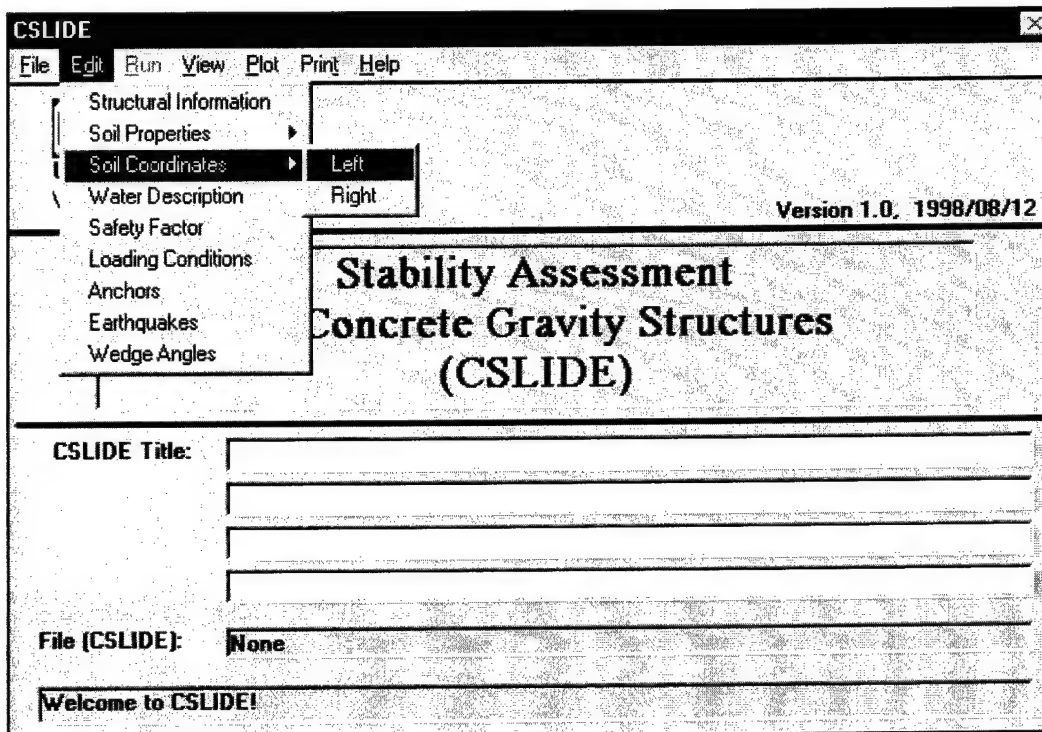 CSLIDE
File Edit Run View Plot Print Help
Structural Information
Soil Properties
Soil Coordinates
Water Description
Safety Factor
Loading Conditions
Anchors
Earthquakes
Wedge Angles
Left
Right
Version 1.0, 1998/08/12
Stability Assessment
Concrete Gravity Structures
(CSLIDE)
CSLIDE Title:
File (CSLIDE): None
Welcome to CSLIDE!